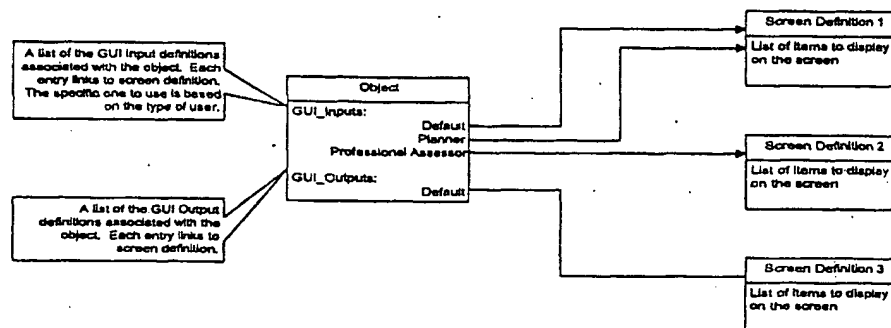 A list of the GUI Input definitions
associated with the object. Each
entry links to screen definition.
The specific one to use is based
on the type of user.
Object
GUI_Inputs:
Default
Planner
Professional Assessor
GUI_Outputs:
Default
A list of the GUI Output
definitions associated with the
object. Each entry links to
screen definition.
Screen Definition 1
List of Items to display
on the screen
Screen Definition 2
List of Items to display
on the screen
Screen Definition 3
List of Items to display
on the screen